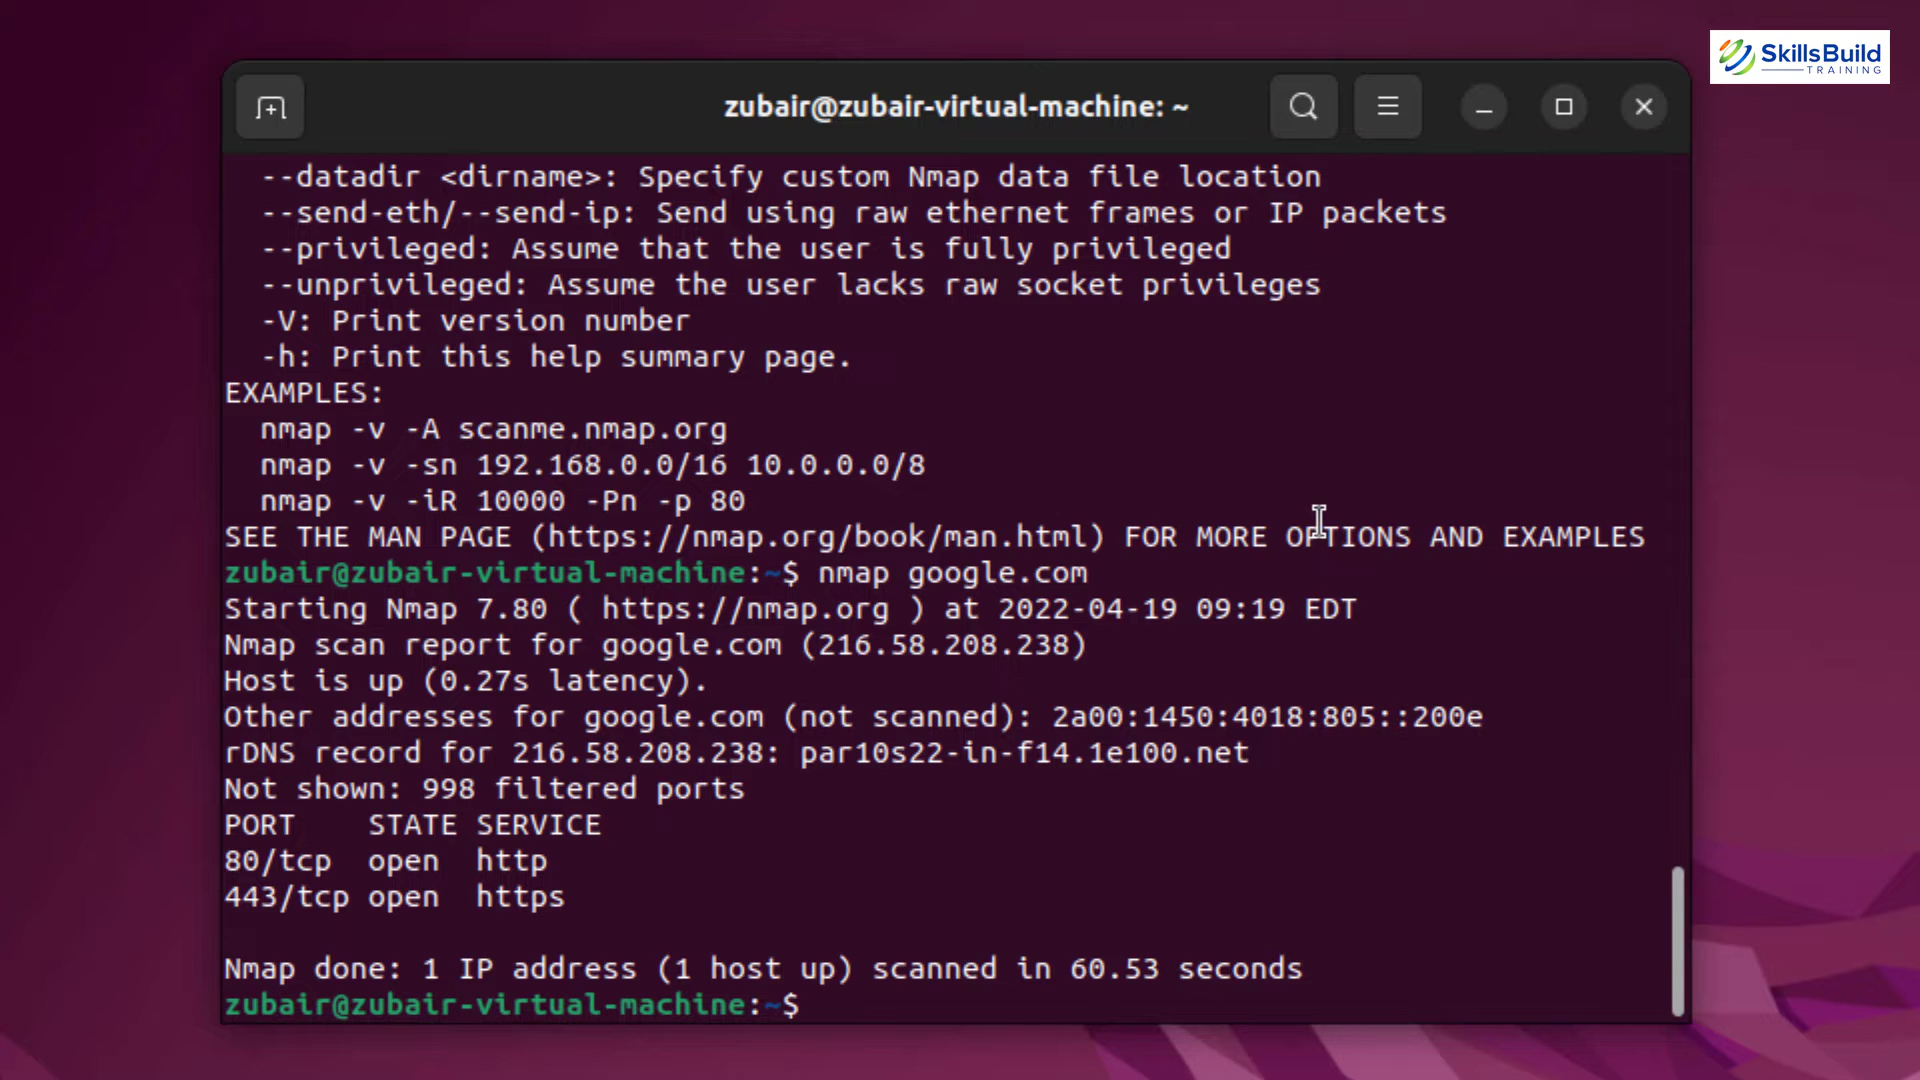 SkillsBuild
TRAINING
zubair@zubair-virtual-machine: ~
--datadir <dirname>: Specify custom Nmap data file location
--send-eth/--send-ip: Send using raw ethernet frames or IP packets
--privileged: Assume that the user is fully privileged
--unprivileged: Assume the user lacks raw socket privileges
-V: Print version number
-h: Print this help summary page.
EXAMPLES:
nmap -v -A scanme.nmap.org
nmap -v -sn 192.168.0.0/16 10.0.0.0/8
nmap -v -iR 10000 -Pn -p 80
SEE THE MAN PAGE (https://nmap.org/book/man.html) FOR MORE OPTIONS AND EXAMPLES
zubair@zubair-virtual-machine:~$ nmap google.com
Starting Nmap 7.80 ( https://nmap.org ) at 2022-04-19 09:19 EDT
Nmap scan report for google.com (216.58.208.238)
Host is up (0.27s latency).
Other addresses for google.com (not scanned): 2a00:1450:4018:805::200e
rDNS record for 216.58.208.238: par10s22-in-f14.1e100.net
Not shown: 998 filtered ports
PORT    STATE SERVICE
80/tcp  open  http
443/tcp open  https
Nmap done: 1 IP address (1 host up) scanned in 60.53 seconds
zubair@zubair-virtual-machine:~$